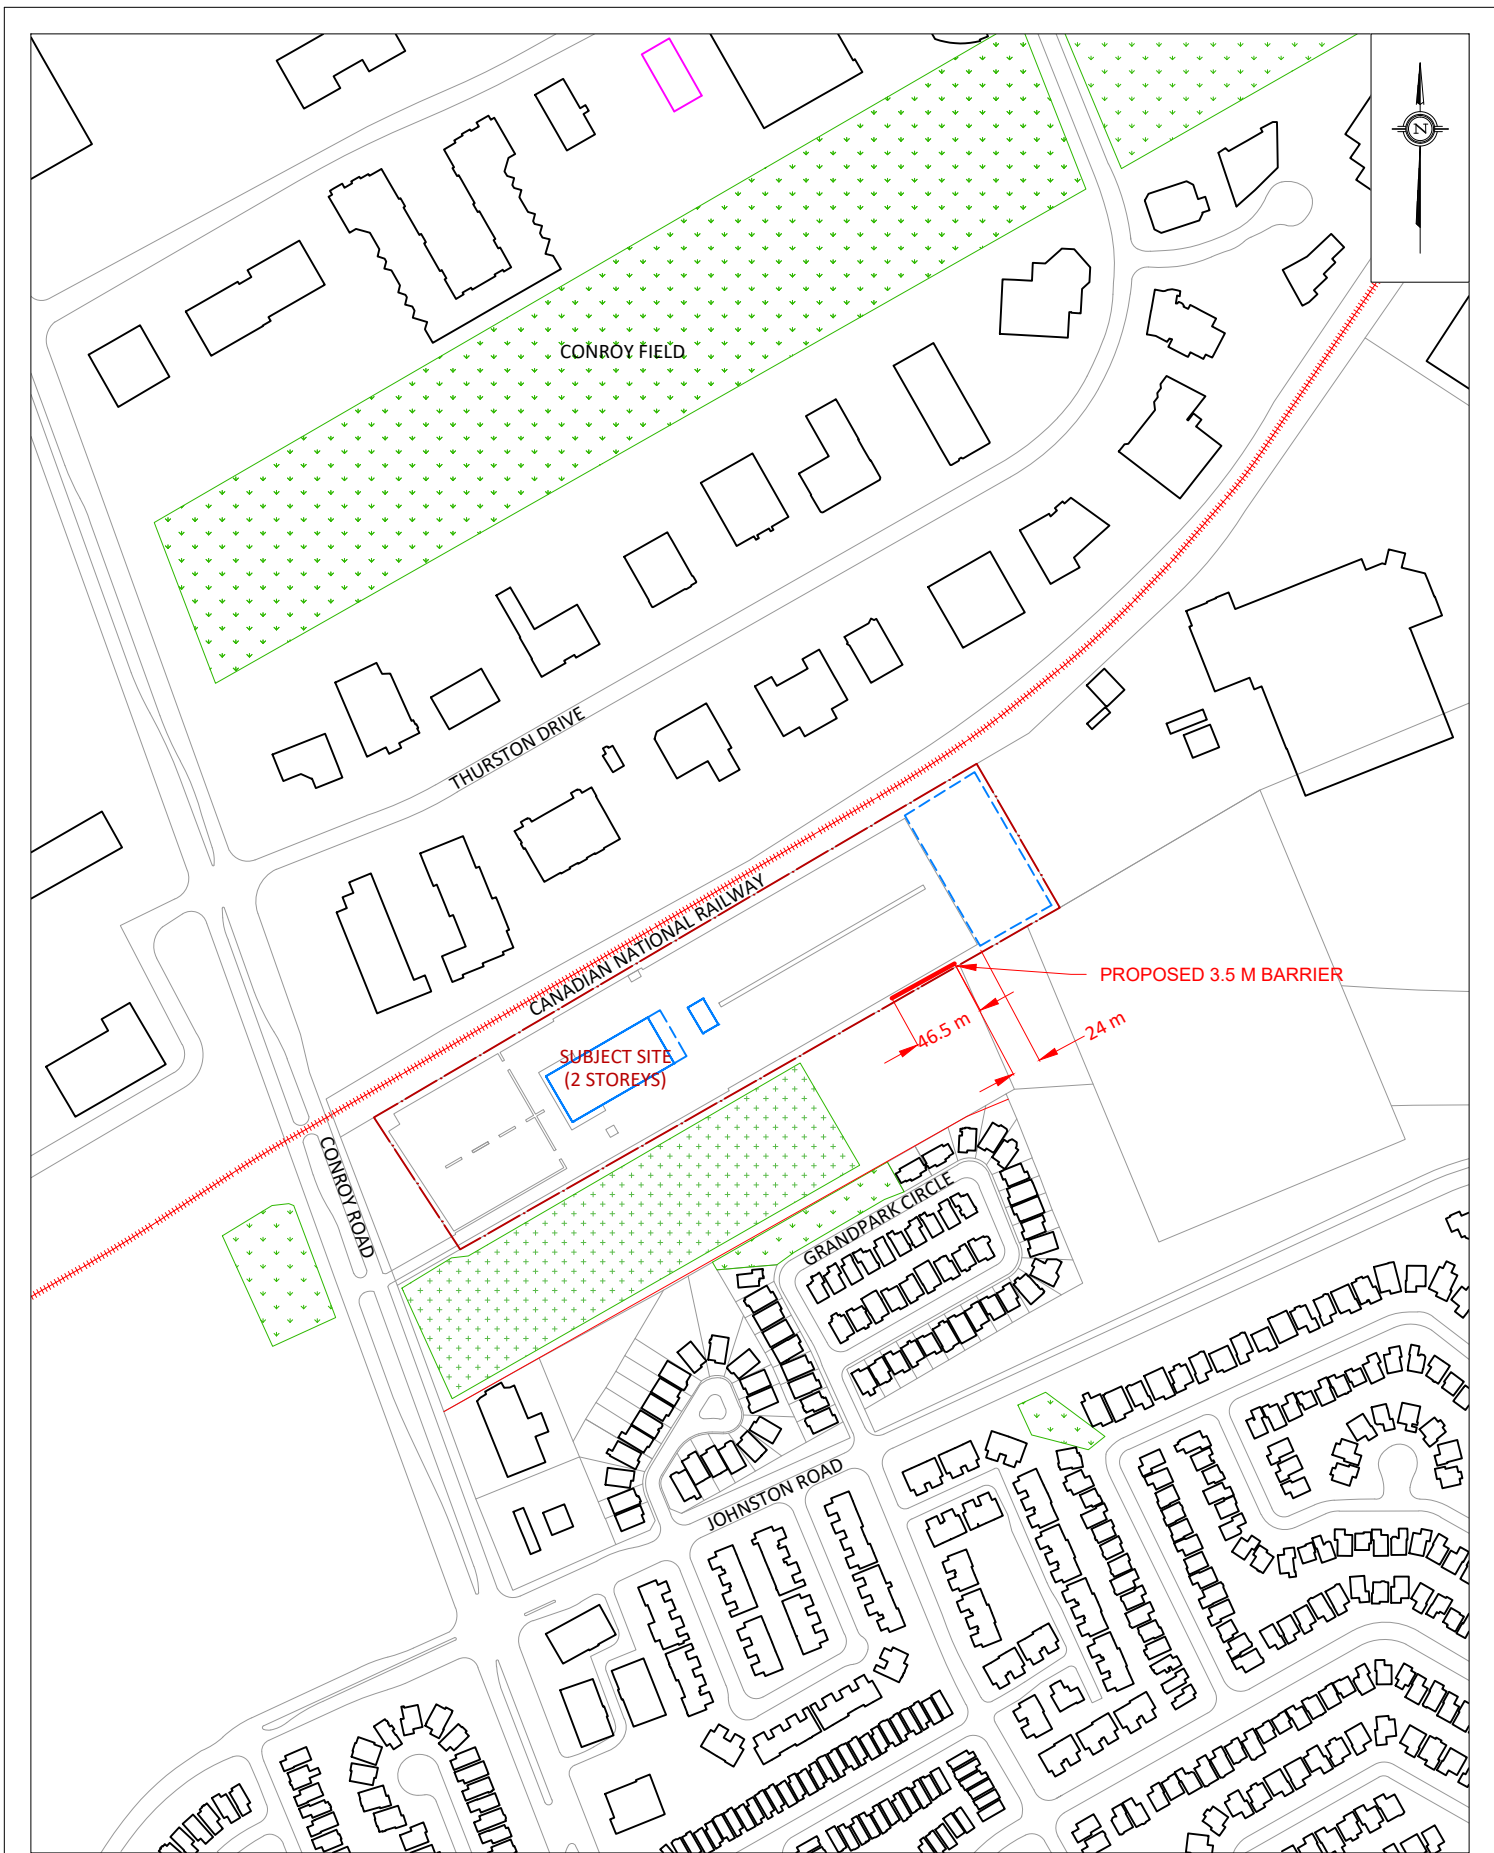 N
CONROY FIELD
THURSTON DRIVE
CANADIAN NATIONAL RAILWAY
PROPOSED 3.5 M BARRIER
46.5 m
24 m
SUBJECT SITE
(2 STOREYS)
CONROY ROAD
GRANDPARK CIRCLE
JOHNSTON ROAD